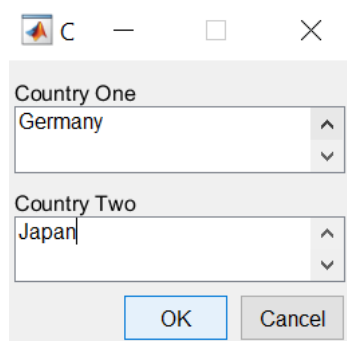 C
Country One
Germany
Country Two
Japan
OK Cancel